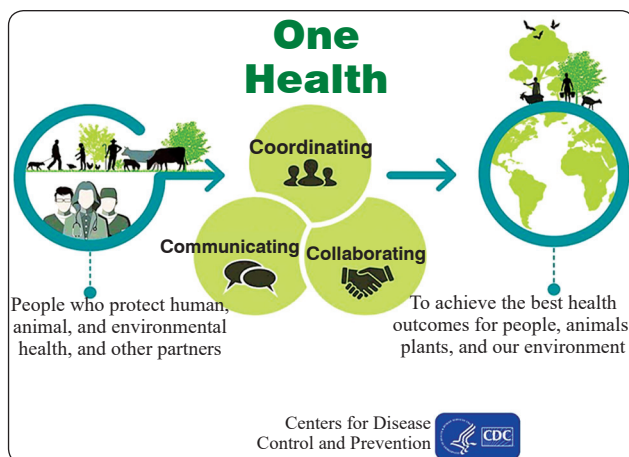 One
Health
Coordinating
Communicating
Collaborating
People who protect human,
animal, and environmental
health, and other partners
To achieve the best health
outcomes for people, animals
plants, and our environment
Centers for Disease
Control and Prevention
CDC